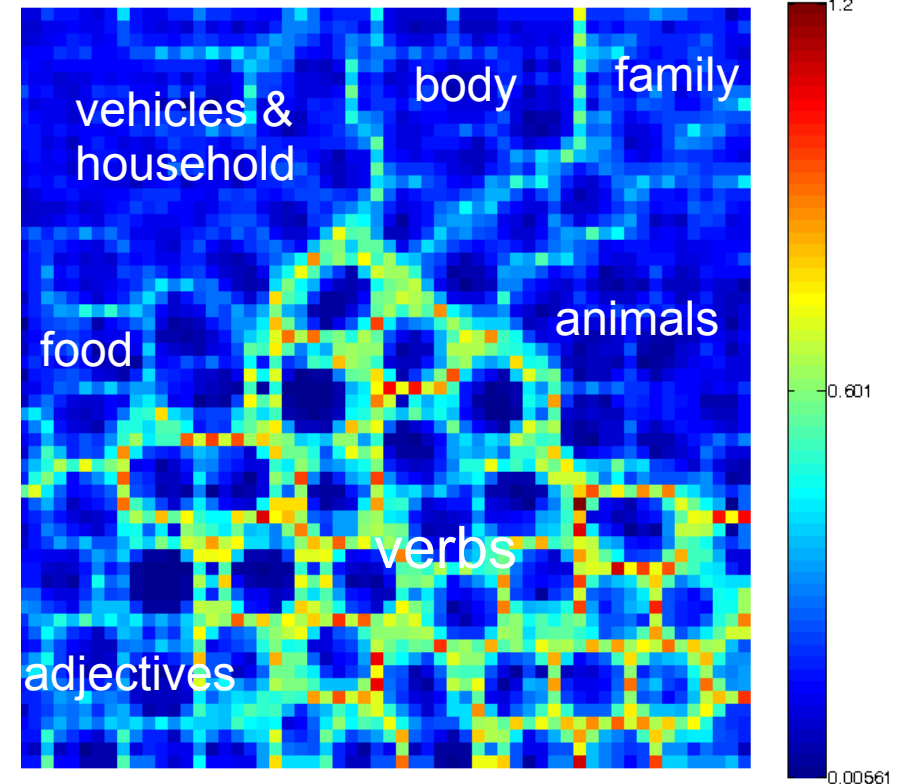 1.2
body
family
vehicles &
household
animals
food
0.601
verbs
adjectives
0.00561